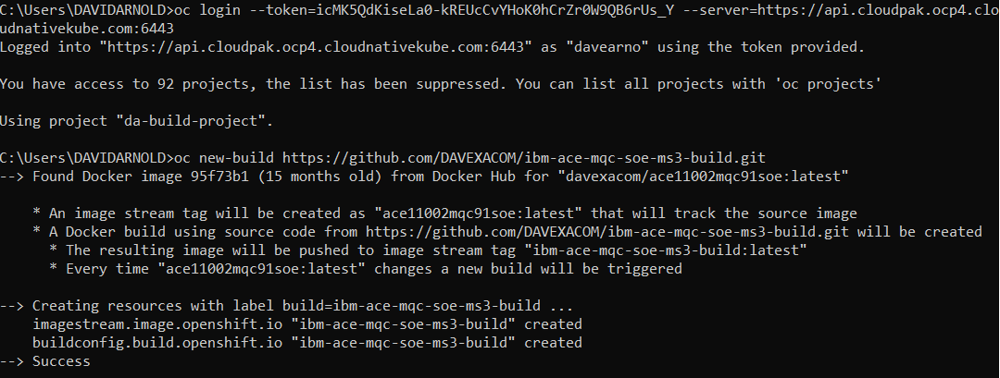 C:\Users\DAVIDARNOLD>oc login --token=icMK5QdKiseLa0-kREUcCvYHoK0hCrZr0W9QB6rUs_Y --server=https://api.cloudpak.ocp4.clo
udnativekube.com:6443
Logged into "https://api.cloudpak.ocp4.cloudnativekube.com:6443" as "davearno" using the token provided.
You have access to 92 projects, the list has been suppressed. You can list all projects with 'oc projects'
Using project "da-build-project".
C:\Users\DAVIDARNOLD>oc new-build https://github.com/DAVEXACOM/ibm-ace-mqc-soe-ms3-build.git
--> Found Docker image 95f73b1 (15 months old) from Docker Hub for "davexacom/ace11002mqc91soe:latest"
* An image stream tag will be created as "ace11002mqc91soe:latest" that will track the source image
* A Docker build using source code from https://github.com/DAVEXACOM/ibm-ace-mqc-soe-ms3-build.git will be created
* The resulting image will be pushed to image stream tag "ibm-ace-mqc-soe-ms3-build:latest"
* Every time "ace11002mqc91soe:latest" changes a new build will be triggered
--> Creating resources with label build=ibm-ace-mqc-soe-ms3-build ...
imagestream.image.openshift.io "ibm-ace-mqc-soe-ms3-build" created
buildconfig.build.openshift.io "ibm-ace-mqc-soe-ms3-build" created
--> Success